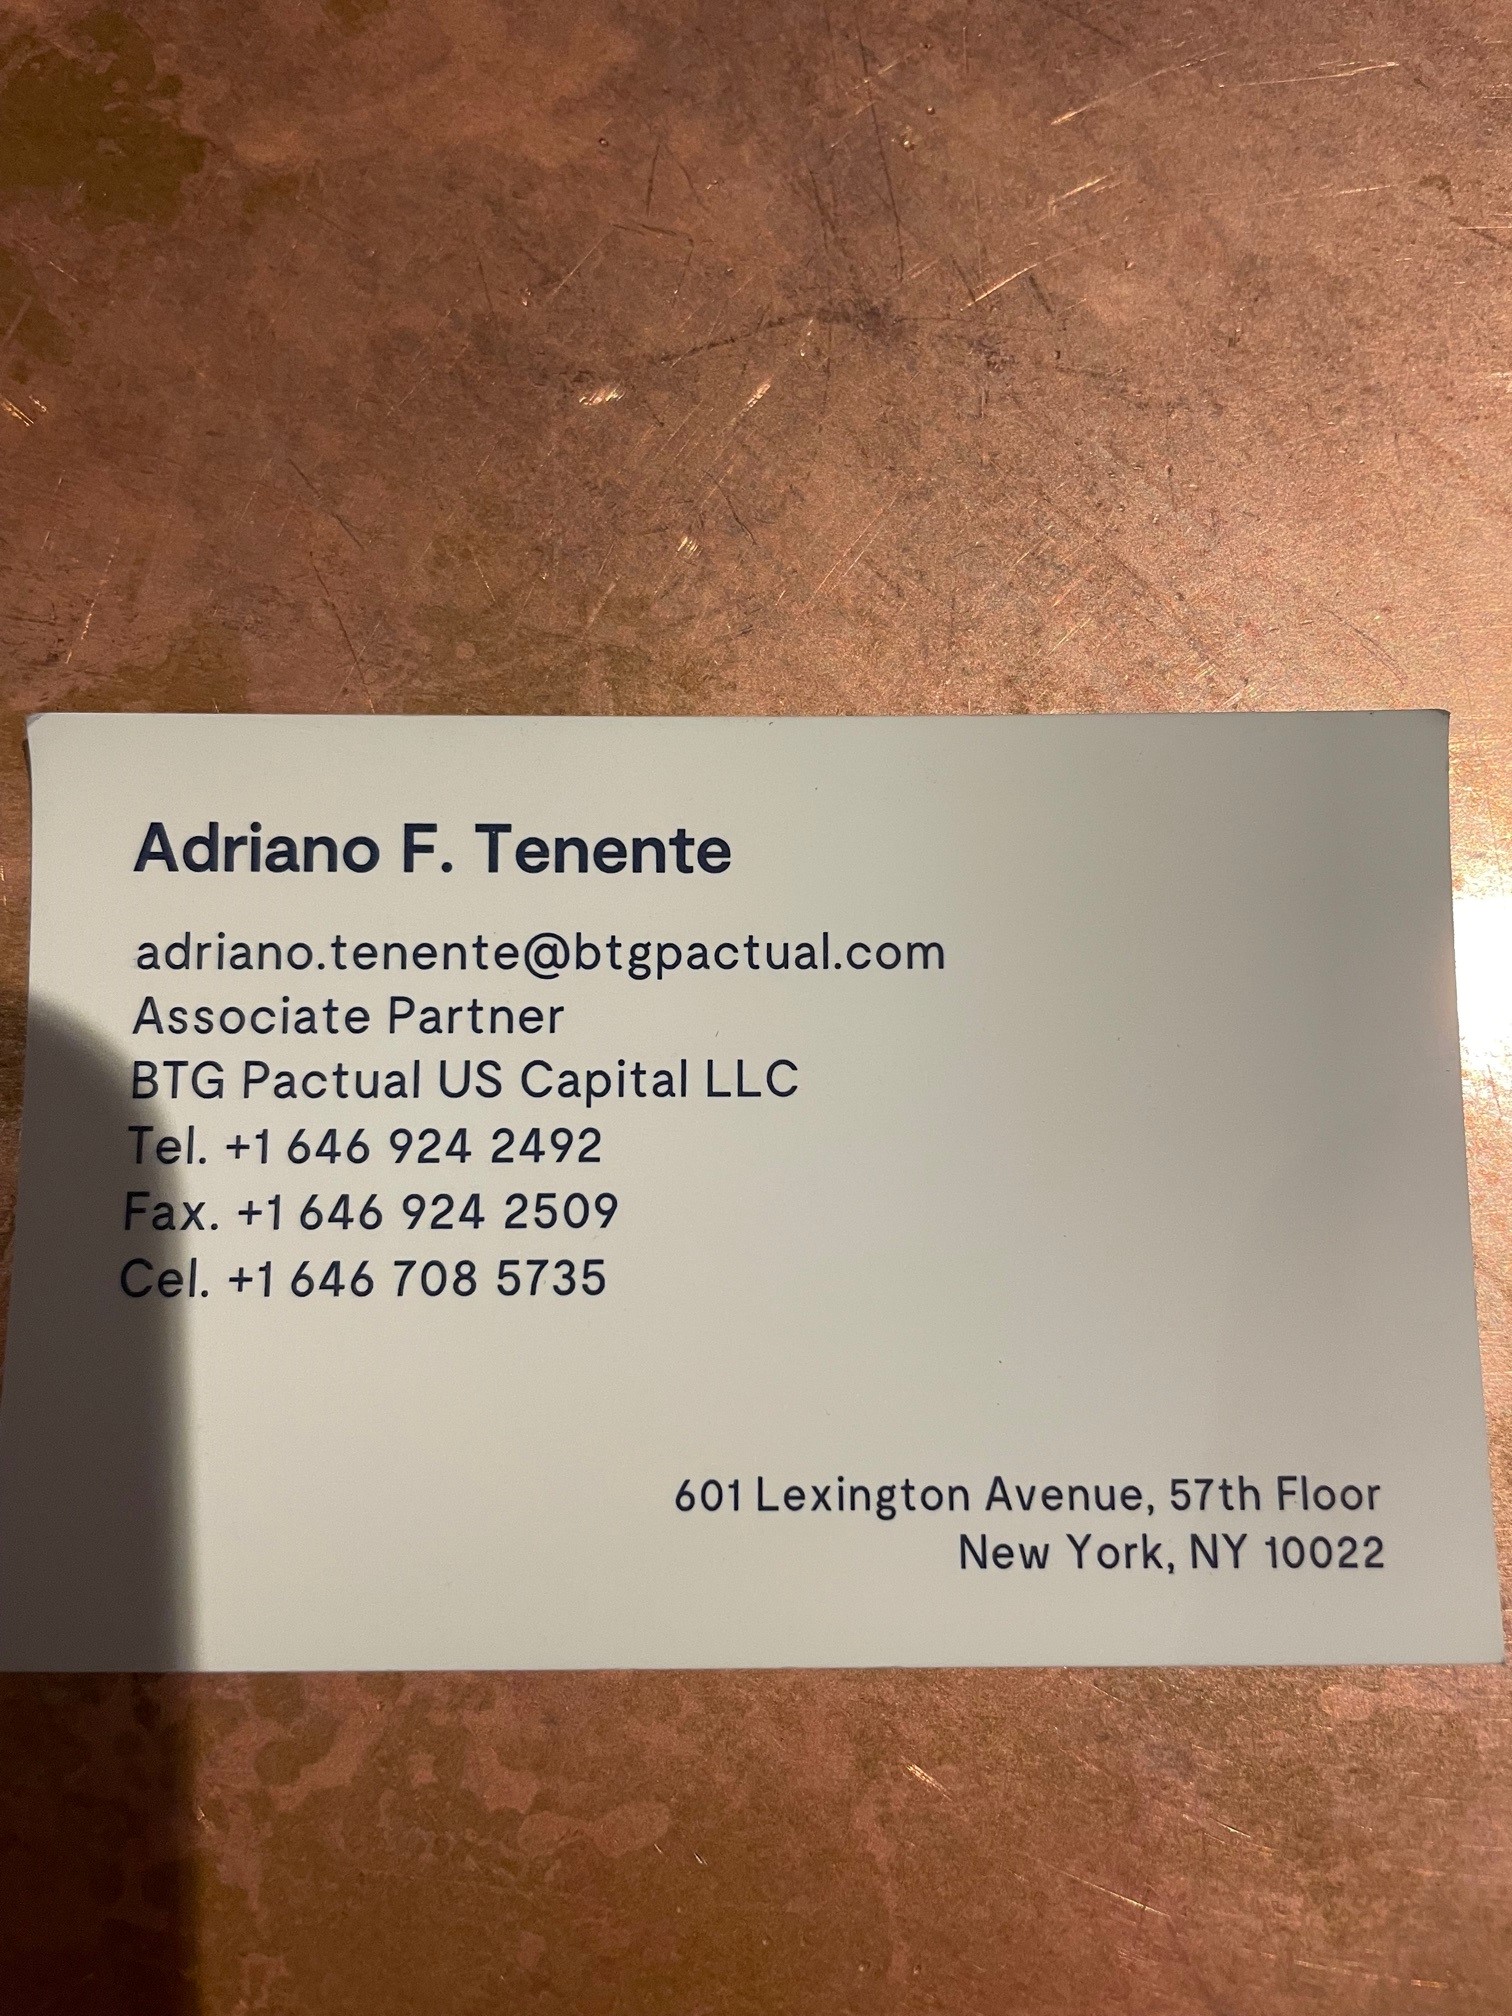 Adriano F. Tenente
adriano.tenente@btgpactual.com
Associate Partner
BTG Pactual US Capital LLC
Tel. +1 646 924 2492
Fax. +1 646 924 2509
Cel. +1 646 708 5735
601 Lexington Avenue, 57th Floor
New York, NY 10022